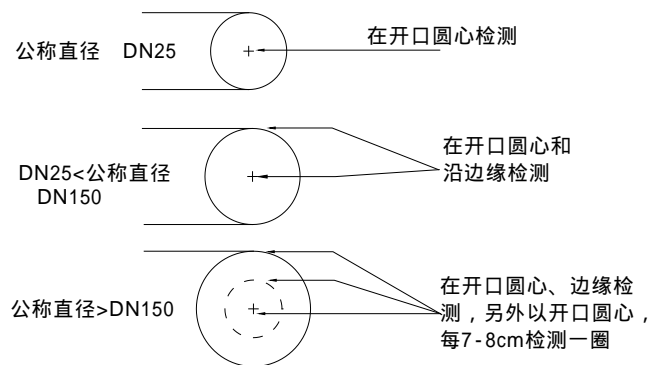 公称直径 DN25
在开口圆心检测
DN25<公称直径
DN150
在开口圆心和
沿边缘检测
公称直径>DN150
在开口圆心、边缘检
测，另外以开口圆心，
每7-8cm检测一圈